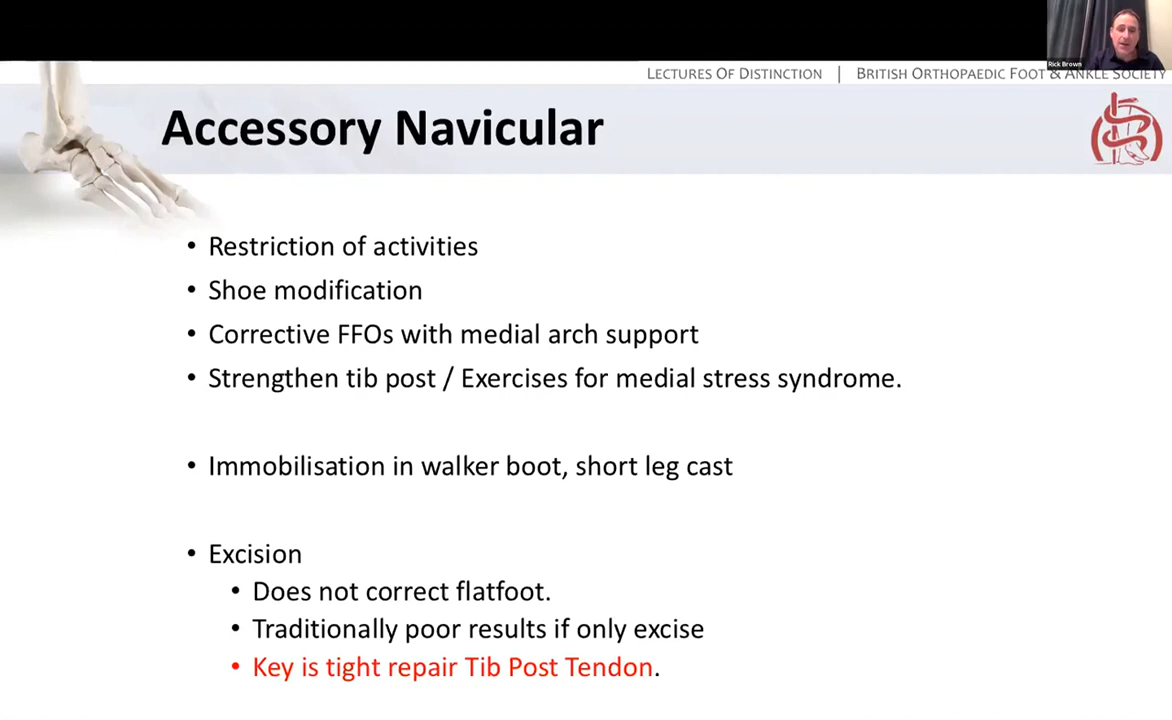 Rick Brown
LECTURES OF DISTINCTION | BRITISH ORTHOPAEDIC FOOT & ANKLE SOCIETY
Accessory Navicular
• Restriction of activities
• Shoe modification
• Corrective FFOs with medial arch support
• Strengthen tib post / Exercises for medial stress syndrome.
• Immobilisation in walker boot, short leg cast
• Excision
• Does not correct flatfoot.
• Traditionally poor results if only excise
• Key is tight repair Tib Post Tendon.